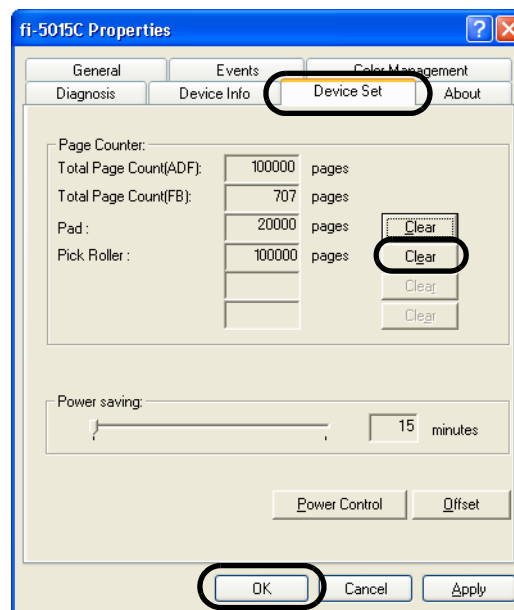 fi-5015C Properties
General Events Color Management
Diagnosis Device Info Device Set About
Page Counter:
Total Page Count(ADF): 100000 pages
Total Page Count(FB): 707 pages
Pad : 20000 pages Clear
Pick Roller : 100000 pages Clear
Clear
Clear
Power saving:
15 minutes
Power Control Offset
OK Cancel Apply